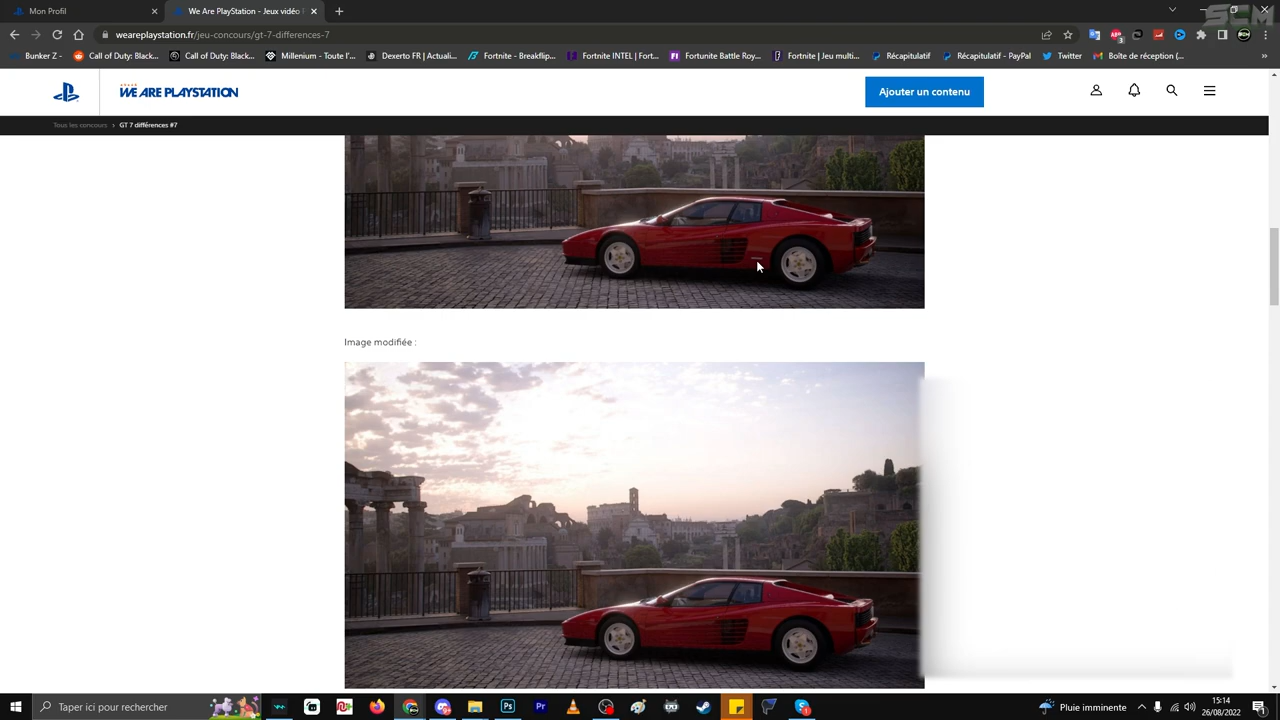 Mon Profil
We Are PlayStation - Jeux vidéo
SCM
weareplaystation.fr/jeu-concours/gt-7-differences-7
Bunker Z -
Call of Duty: Black...
Call of Duty: Black...
Millenium - Toute l'...
Dexerto FR | Actuali...
Fortnite - Breakflip...
Fortnite INTEL | Fort...
Fortunite Battle Roy...
Fortnite | Jeu multi...
Récapitulatif
Récapitulatif - PayPal
Twitter
Boîte de réception (...
»
WE ARE PLAYSTATION
Ajouter un contenu
Tous les concours > GT 7 différences #7
Image modifiée :
Taper ici pour rechercher
Pluie imminente
15:14
26/08/2022